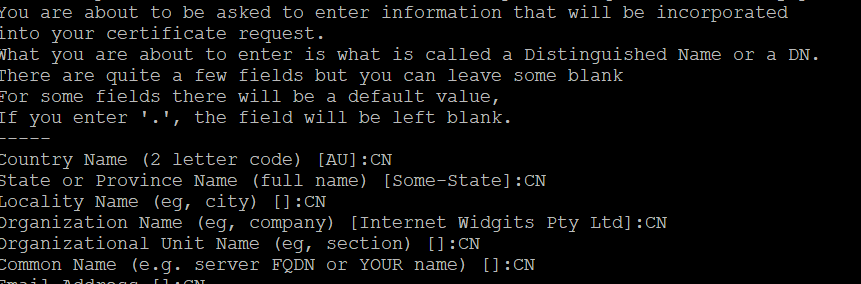 You are about to be asked to enter information that will be incorporated
into your certificate request.
What you are about to enter is what is called a Distinguished Name or a DN.
There are quite a few fields but you can leave some blank
For some fields there will be a default value,
If you enter '.', the field will be left blank.
-----
Country Name (2 letter code) [AU]:CN
State or Province Name (full name) [Some-State]:CN
Locality Name (eg, city) []:CN
Organization Name (eg, company) [Internet Widgits Pty Ltd]:CN
Organizational Unit Name (eg, section) []:CN
Common Name (e.g. server FQDN or YOUR name) []:CN
Email Address []:CN